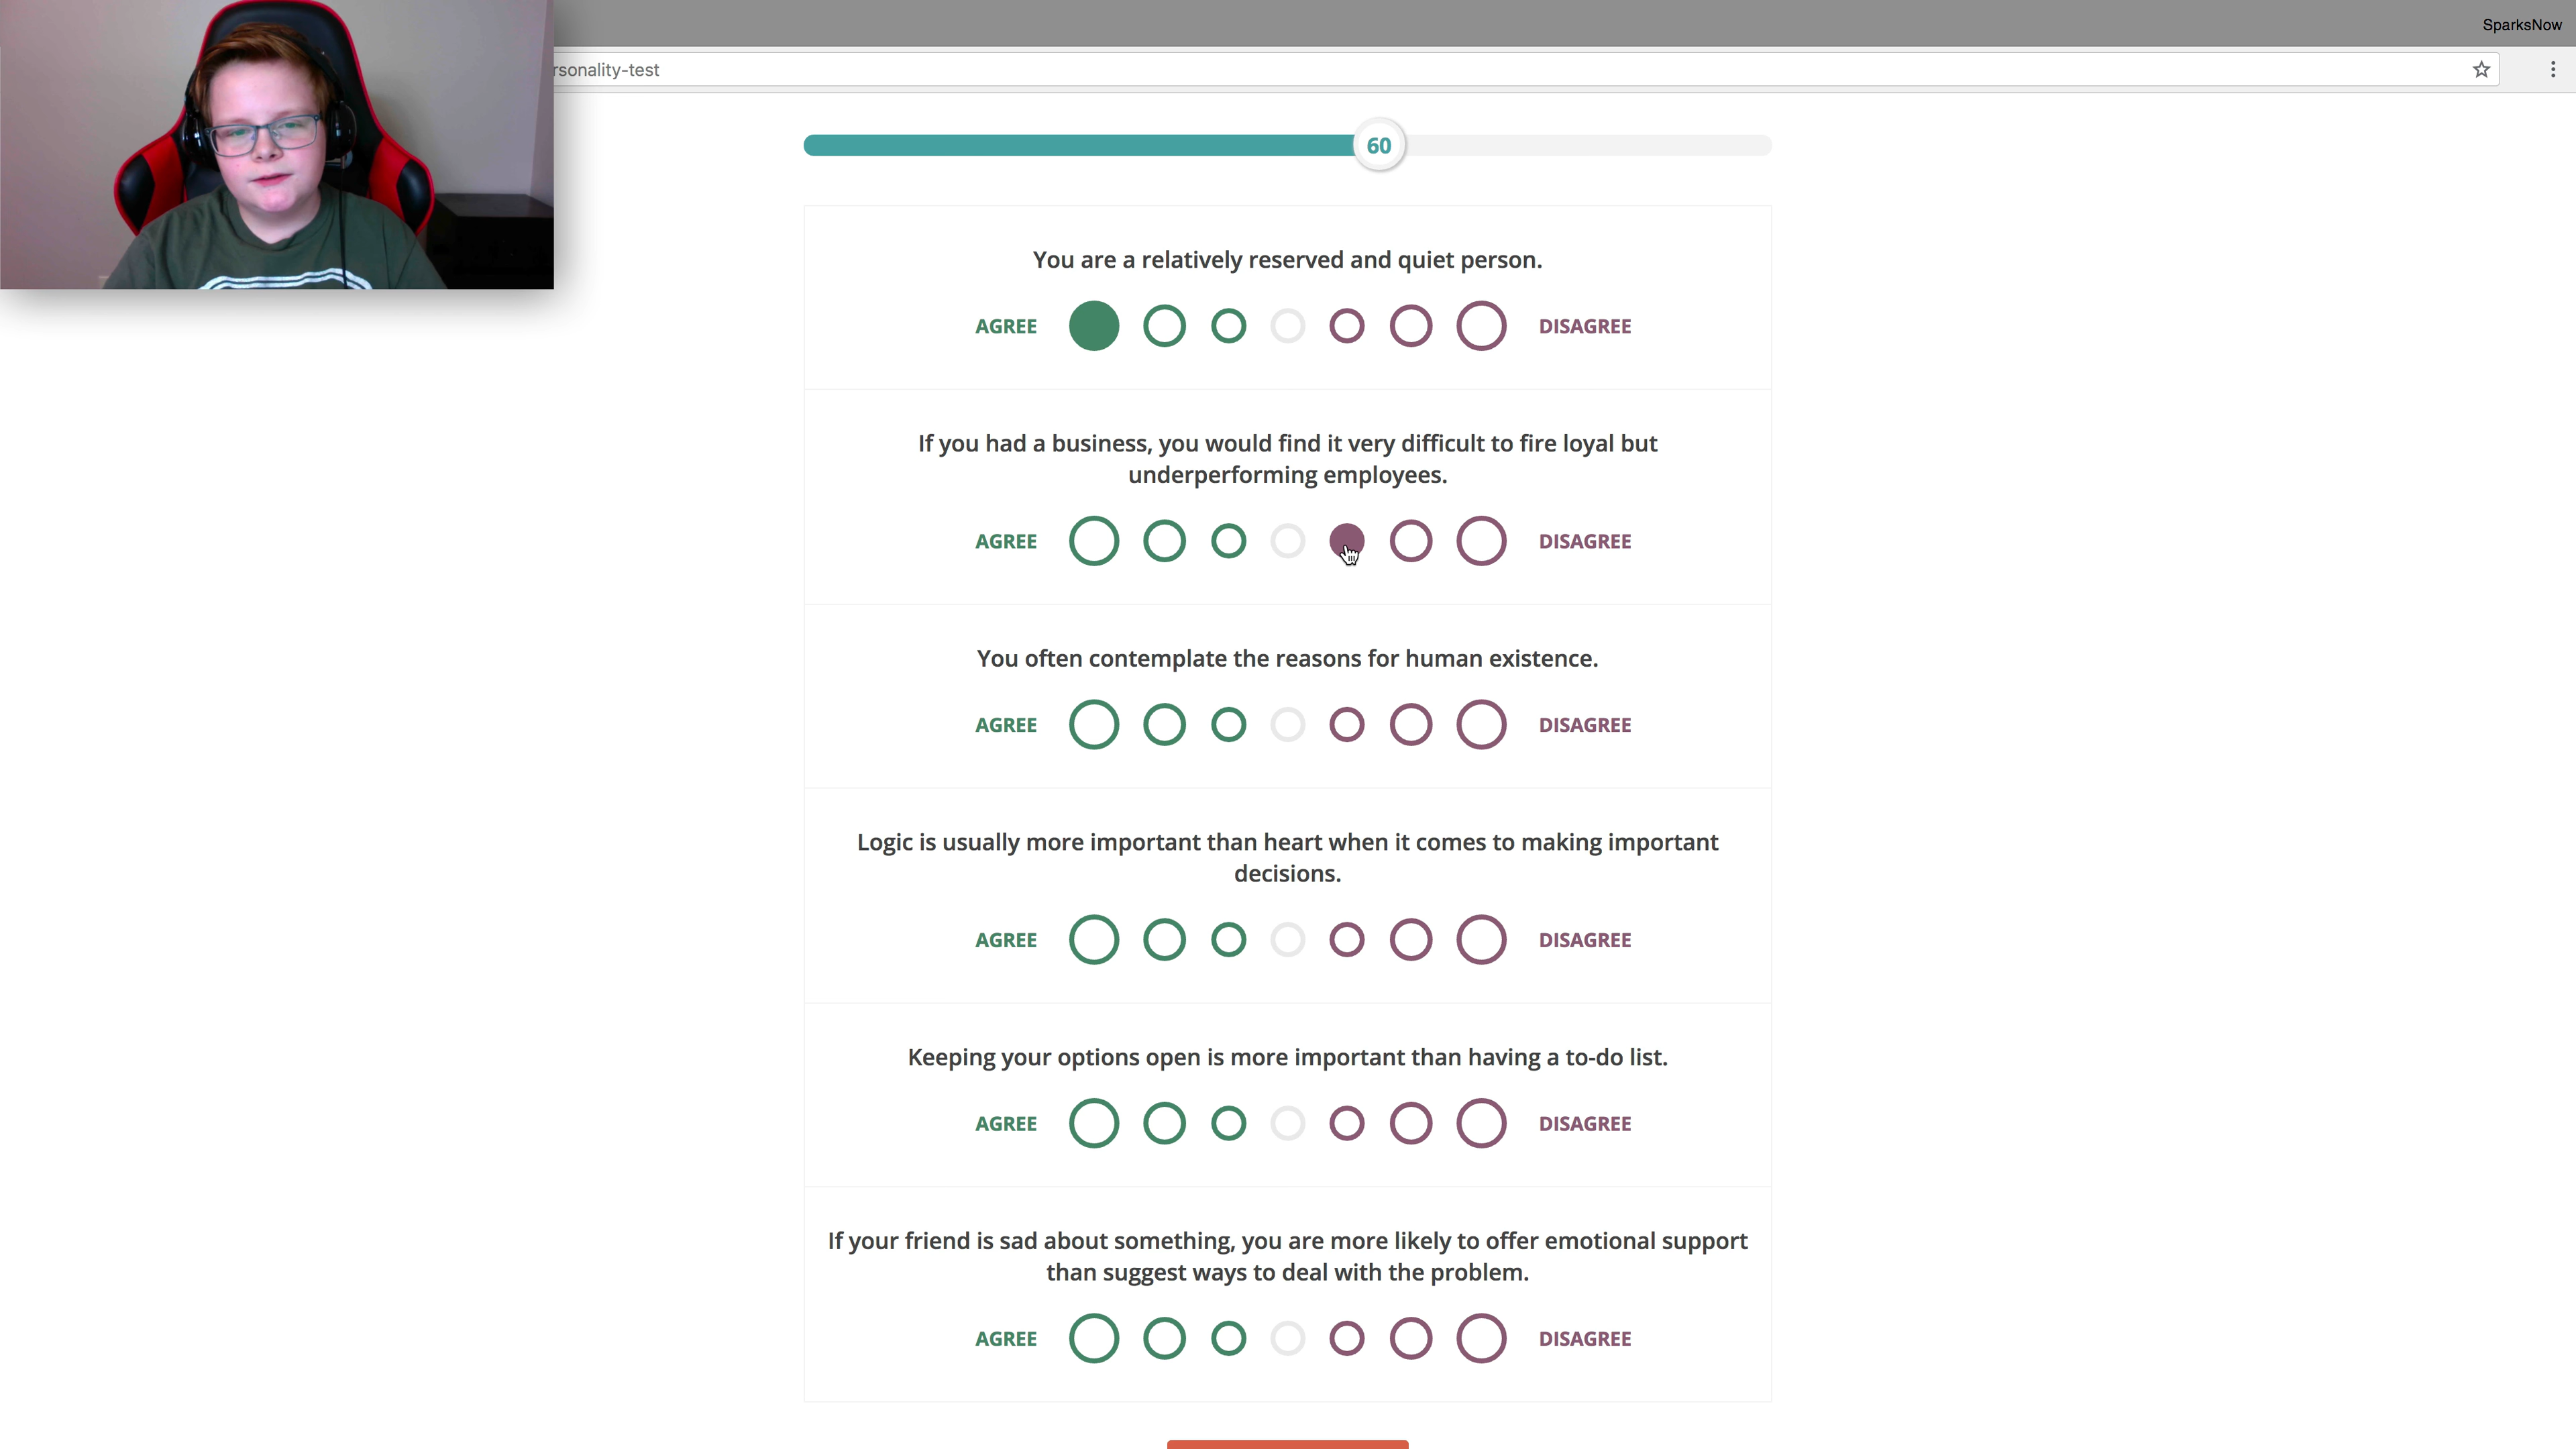 SparksNow
rsonality-test
60
You are a relatively reserved and quiet person.
AGREE DISAGREE
If you had a business, you would find it very difficult to fire loyal but
underperforming employees.
AGREE DISAGREE
You often contemplate the reasons for human existence.
AGREE DISAGREE
Logic is usually more important than heart when it comes to making important
decisions.
AGREE DISAGREE
Keeping your options open is more important than having a to-do list.
AGREE DISAGREE
If your friend is sad about something, you are more likely to offer emotional support
than suggest ways to deal with the problem.
AGREE DISAGREE